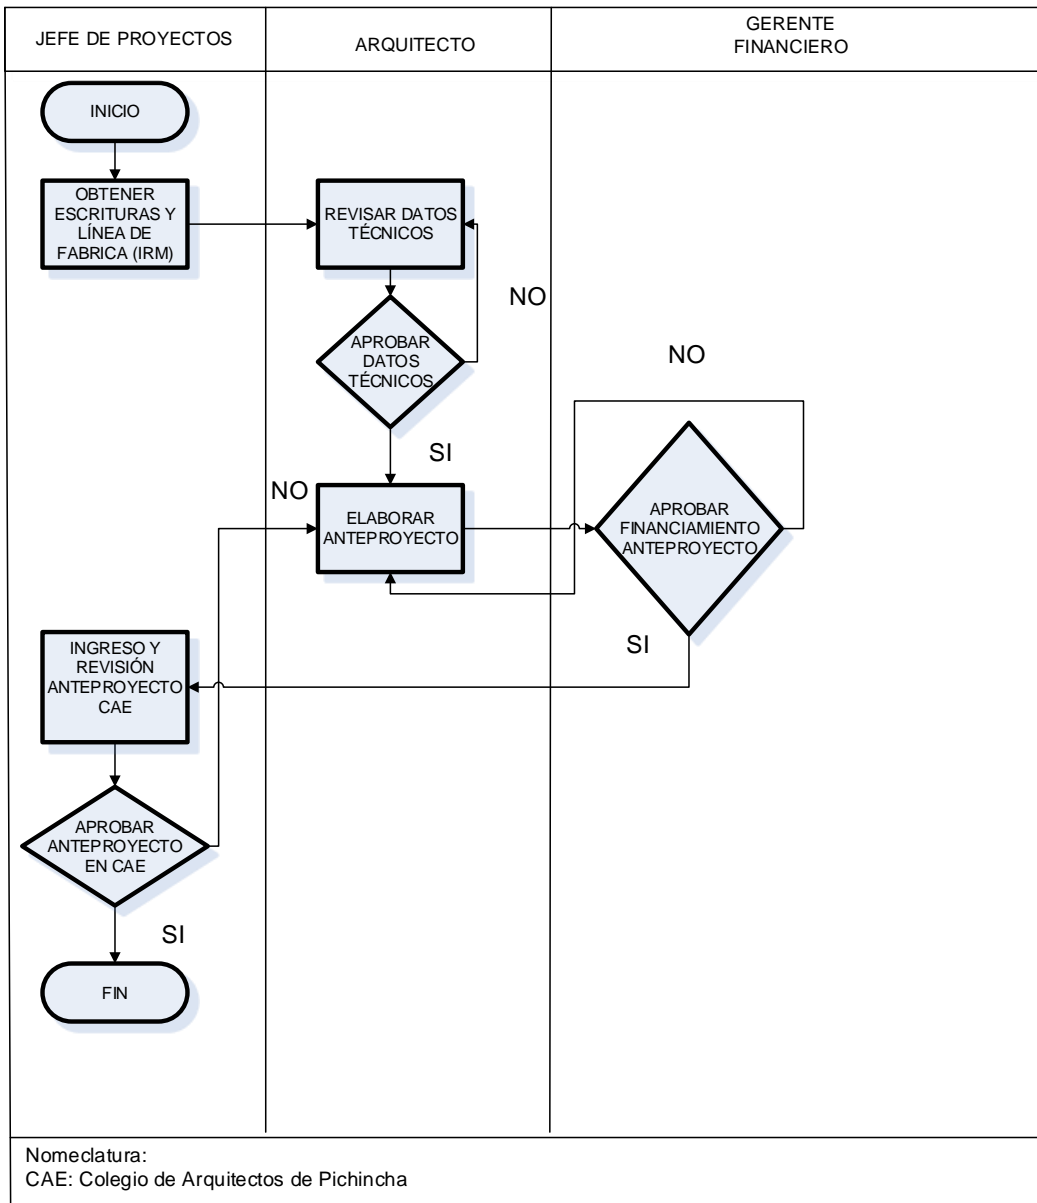 JEFE DE PROYECTOS
ARQUITECTO
GERENTE
FINANCIERO
INICIO
OBTENER
ESCRITURAS Y
LÍNEA DE
FABRICA (IRM)
REVISAR DATOS
TÉCNICOS
NO
APROBAR
DATOS
TÉCNICOS
NO
SI
NO
ELABORAR
ANTEPROYECTO
APROBAR
FINANCIAMIENTO
ANTEPROYECTO
SI
INGRESO Y
REVISIÓN
ANTEPROYECTO
CAE
APROBAR
ANTEPROYECTO
EN CAE
SI
FIN
Nomeclatura:
CAE: Colegio de Arquitectos de Pichincha